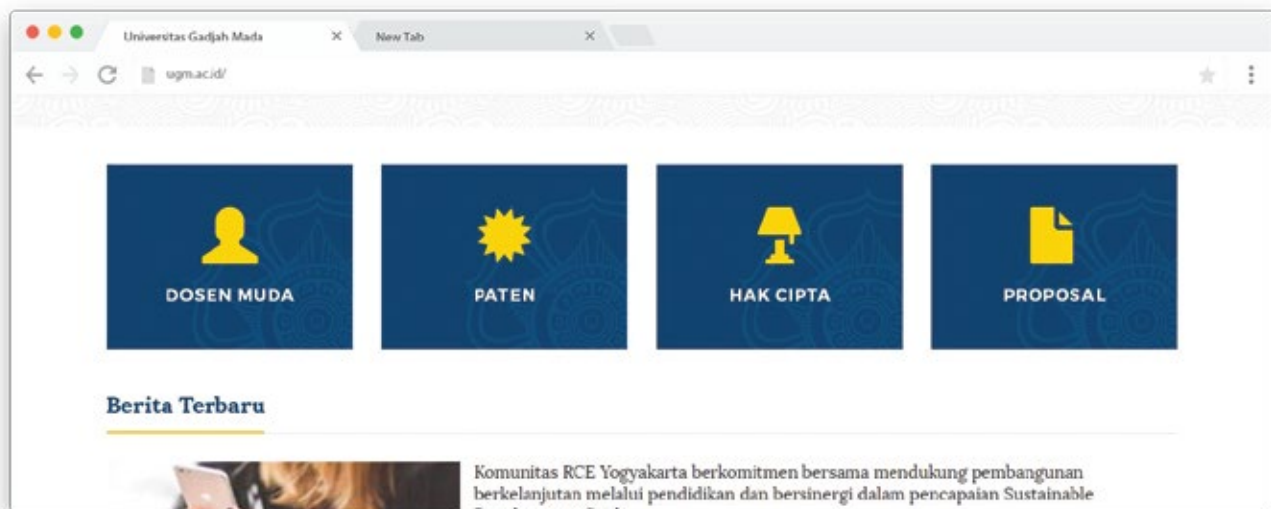 Universitas Gadjah Mada
New Tab
ugm.ac.id/
DOSEN MUDA
PATEN
HAK CIPTA
PROPOSAL
Berita Terbaru
Komunitas RCE Yogyakarta berkomitmen bersama mendukung pembangunan
berkelanjutan melalui pendidikan dan bersinergi dalam pencapaian Sustainable